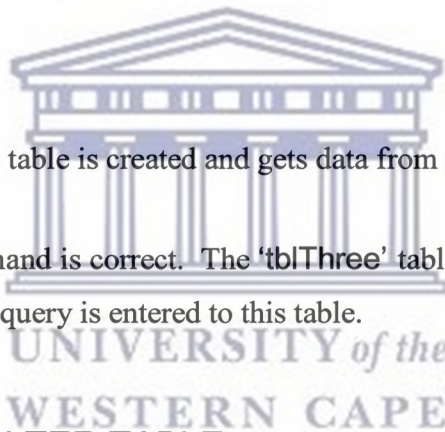 table is created and gets data from
hand is correct. The 'tblThree' tabl
query is entered to this table.
UNIVERSITY of the
WESTERN CAPE